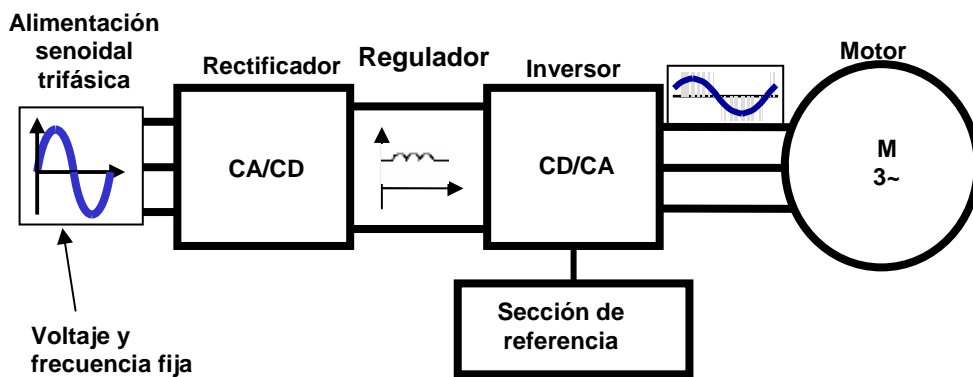 Alimentación
senoidal
trifásica
Rectificador
Regulador
Inversor
Motor
CA/CD
CD/CA
M
3~
Sección de
referencia
Voltaje y
frecuencia fija